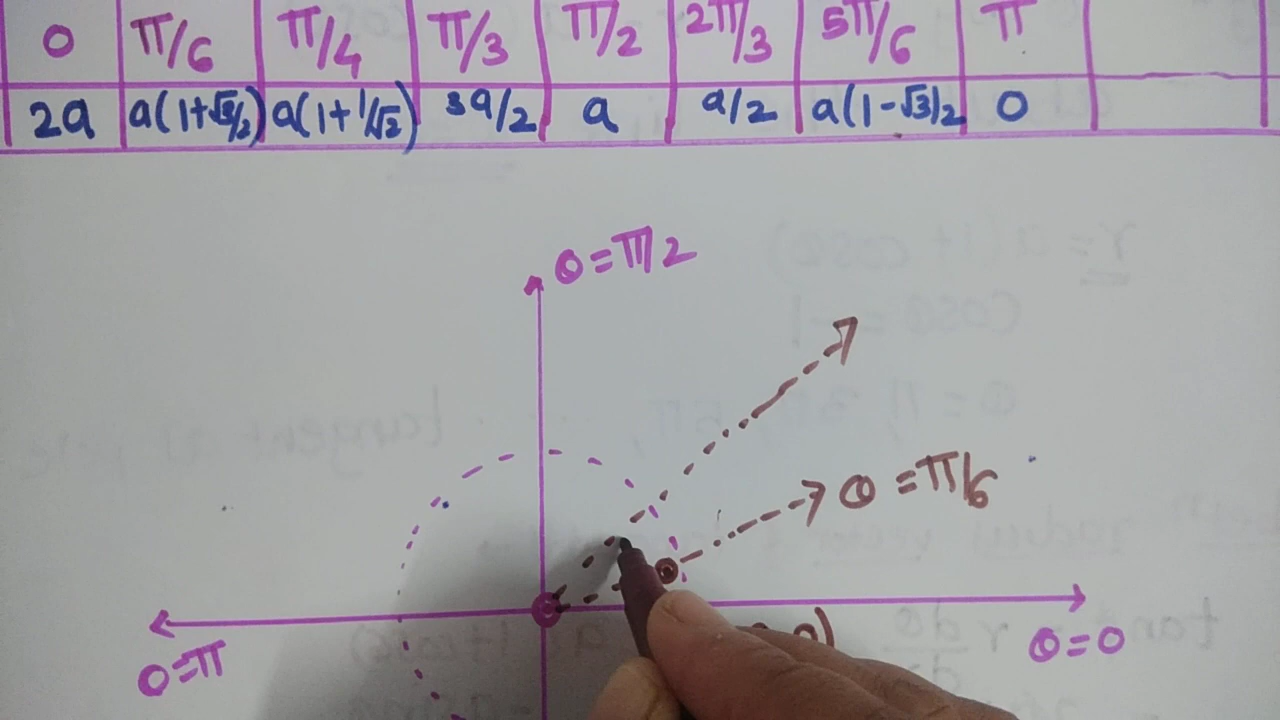 0 π/6 π/4 π/3 π/2 2π/3 5π/6 π
2a a(1+√3/2) a(1+1/√2) 3a/2 a a/2 a(1-√3)2 0
θ=π/2
θ=π/6
θ=π
θ=0